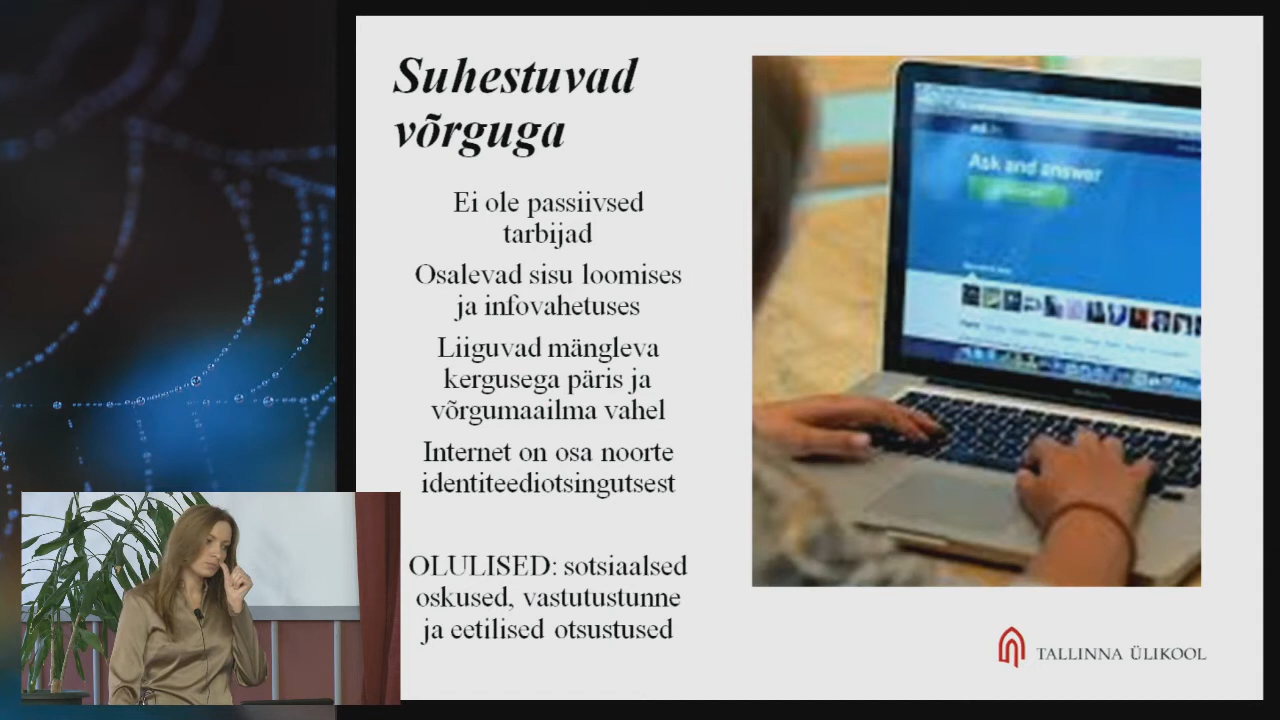 Suhestuvad
võrguga
Ei ole passiivsed
tarbijad
Osalevad sisu loomises
ja infovahetuses
Liiguvad mängleva
kergusega päris ja
võrgumaailma vahel
Internet on osa noorte
identiteediotsingutsest
OLULISED: sotsiaalsed
oskused, vastutustunne
ja eetilised otsustused
Ask and answer
TALLINNA ÜLIKOOL